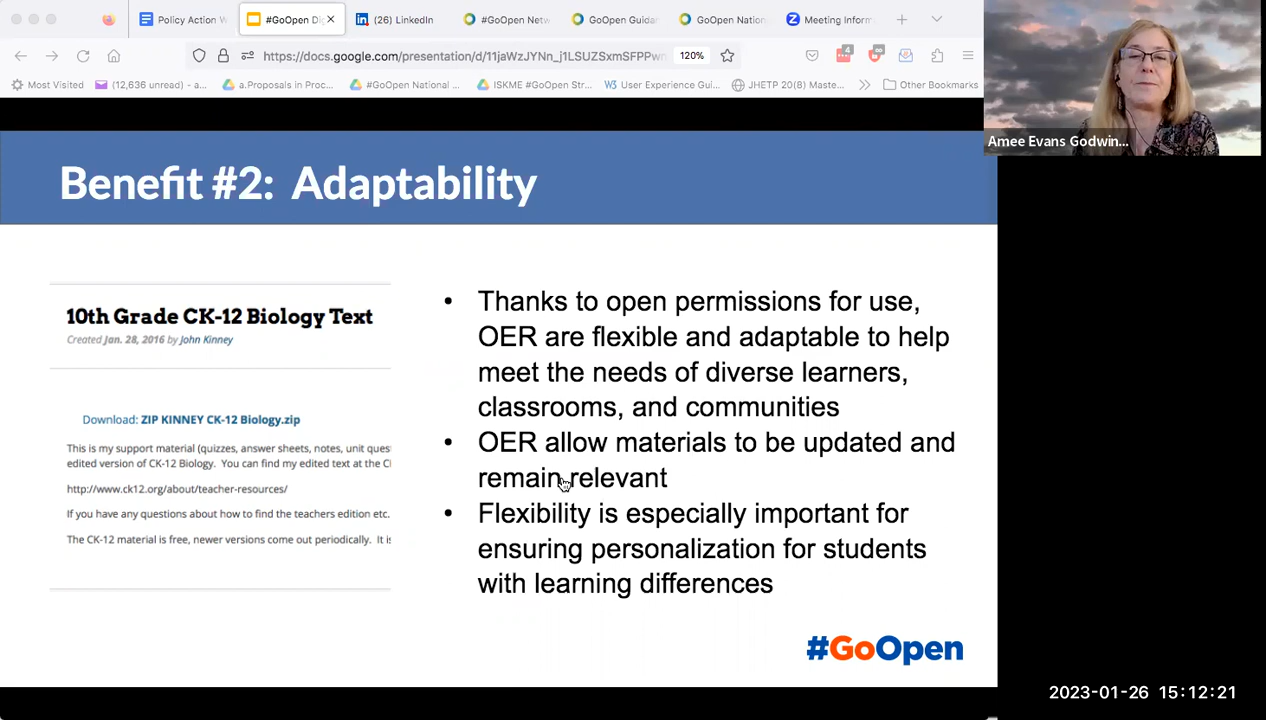 Policy Action W
#GoOpen Di
(26) LinkedIn
#GoOpen Netw
GoOpen Guidan
GoOpen Nation
Meeting Inform
https://docs.google.com/presentation/d/11jaWzJYNn_j1LSUZSxmSFPPwn
120%
4
Most Visited
(12,636 unread) - a...
a.Proposals in Proc...
#GoOpen National ...
ISKME #GoOpen Str...
User Experience Gui...
JHETP 20(8) Maste...
Other Bookmarks
Amee Evans Godwin...
Benefit #2: Adaptability
10th Grade CK-12 Biology Text
Created Jan. 28, 2016 by John Kinney
Download: ZIP KINNEY CK-12 Biology.zip
This is my support material (quizzes, answer sheets, notes, unit ques
edited version of CK-12 Biology. You can find my edited text at the C
http://www.ck12.org/about/teacher-resources/
If you have any questions about how to find the teachers edition etc.
The CK-12 material is free, newer versions come out periodically. It is
• Thanks to open permissions for use,
OER are flexible and adaptable to help
meet the needs of diverse learners,
classrooms, and communities
• OER allow materials to be updated and
remain relevant
• Flexibility is especially important for
ensuring personalization for students
with learning differences
#GoOpen
2023-01-26 15:12:21